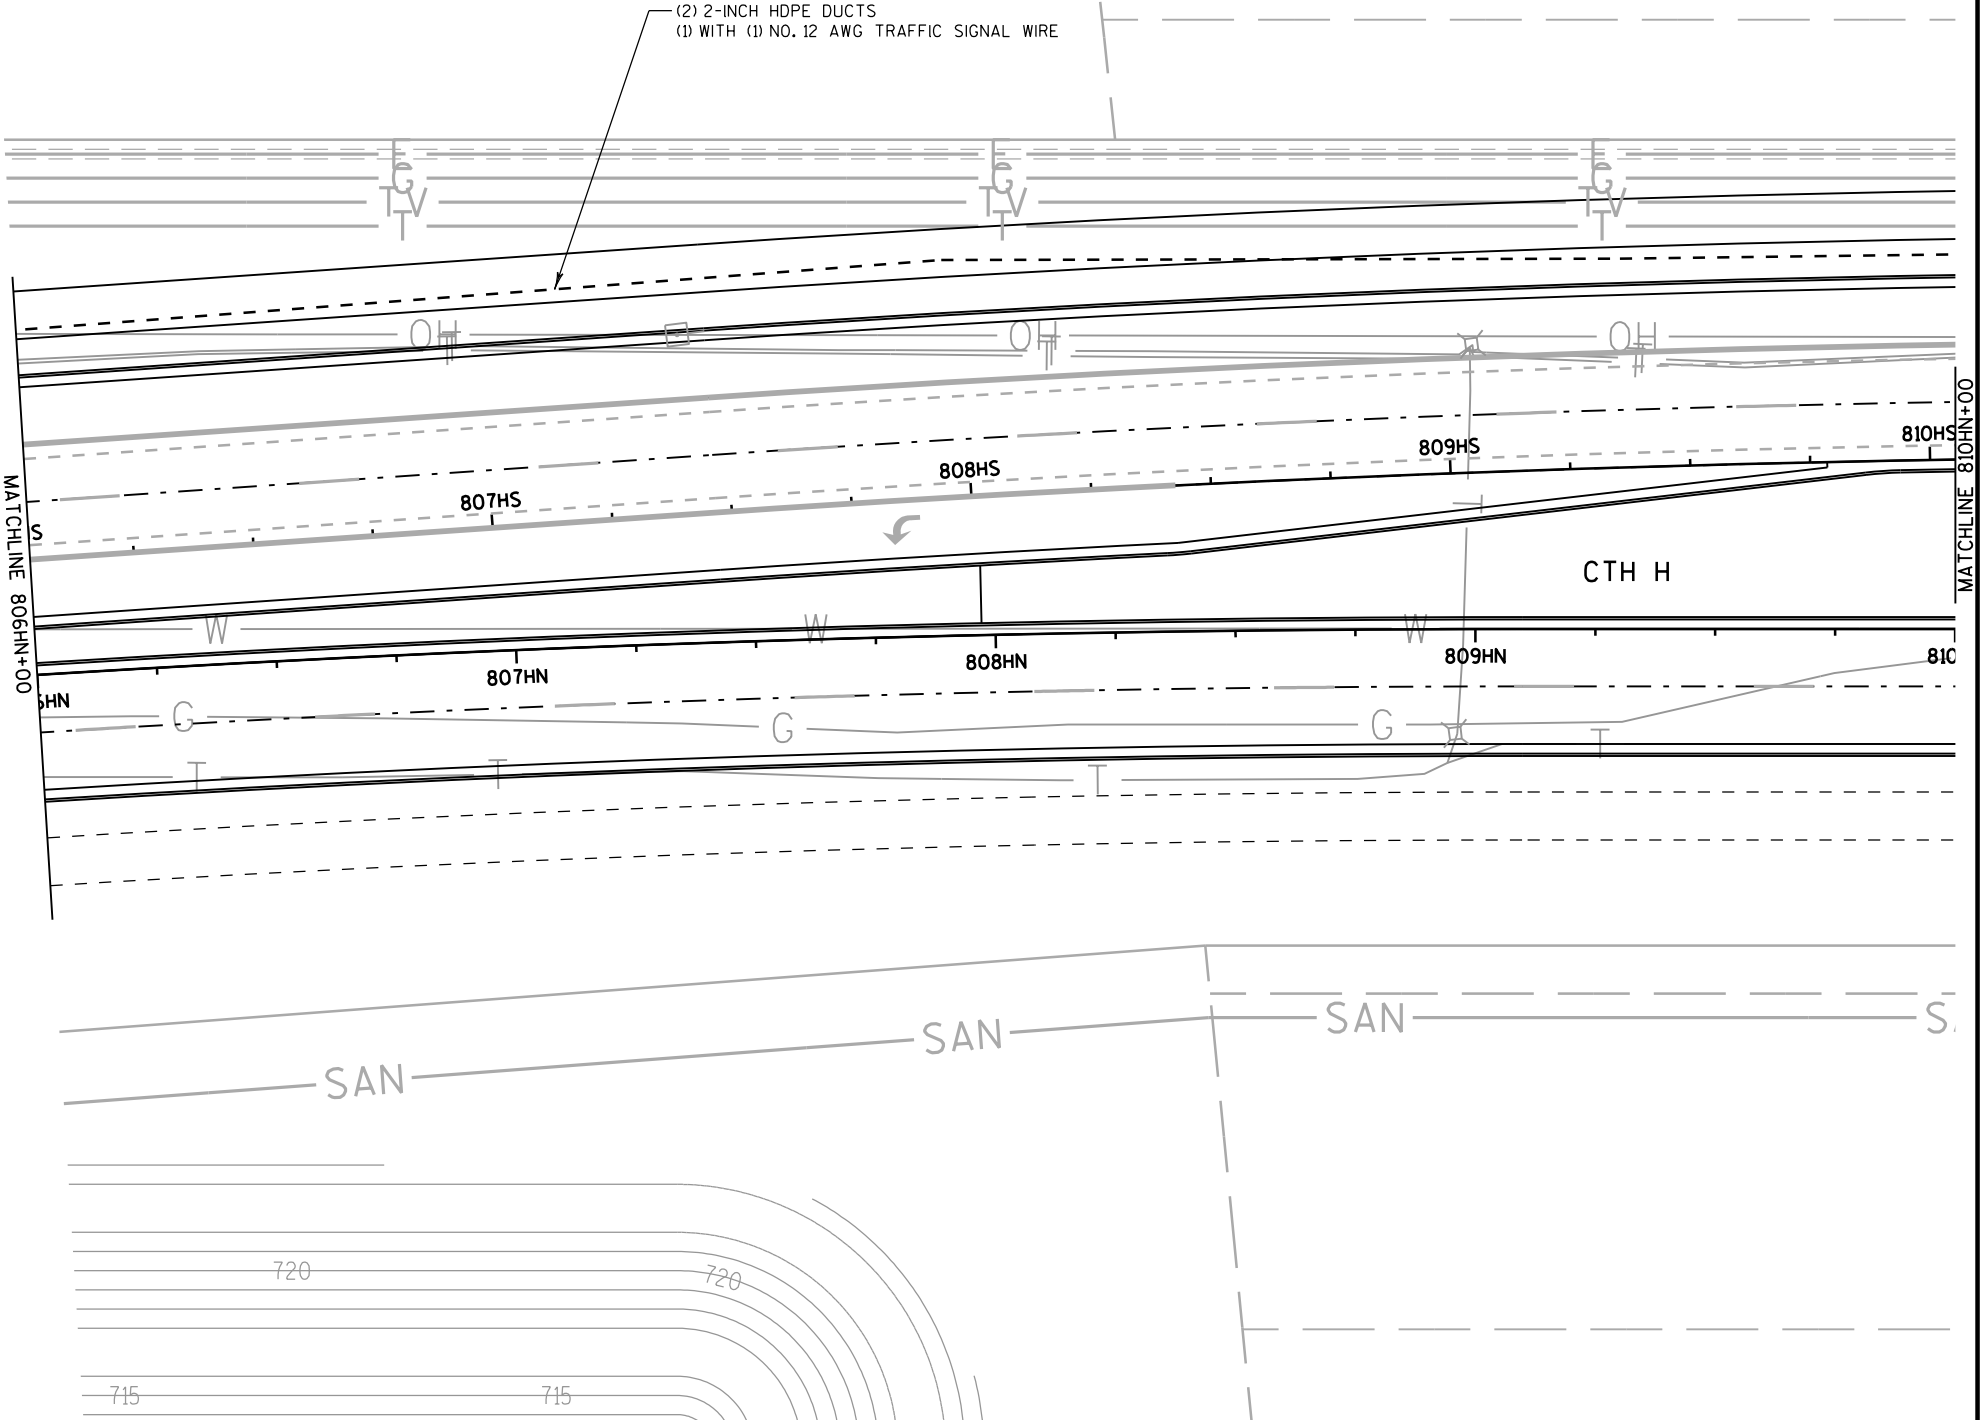 (2) 2-INCH HDPE DUCTS
(1) WITH (1) NO. 12 AWG TRAFFIC SIGNAL WIRE
E E E
G G G
TV TV TV
T T T
OH OH OH
T T T
MATCHLINE 806HN+00
MATCHLINE 810HN+00
S 807HS 808HS 809HS 810HS
CTH H
W W W
6HN 807HN 808HN 809HN 810
G G G
T T T T
SAN SAN SAN SA
720 720
715 715